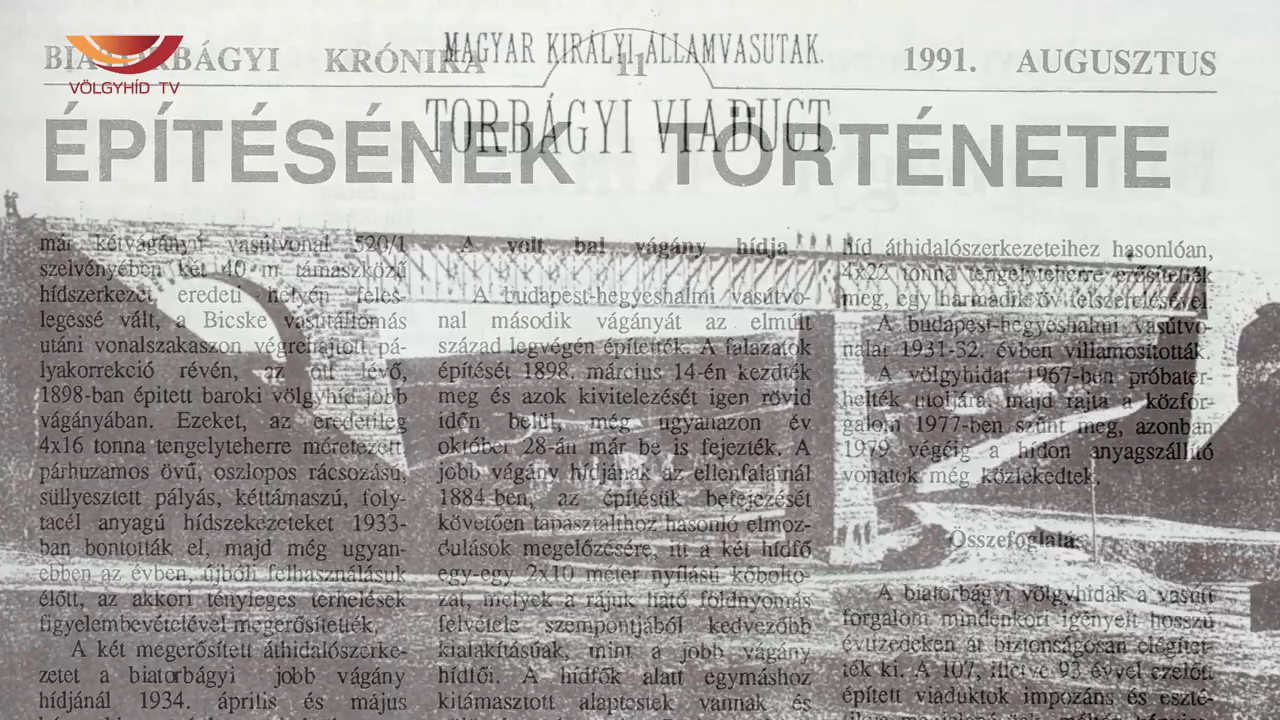 VÖLGYHÍD TV
BIATORBÁGYI KRÓNIKA
11
1991. AUGUSZTUS
MAGYAR KIRÁLYI ÁLLAMVASUTAK.
TORBÁGYI VIADUCT.
ÉPÍTÉSÉNEK TÖRTÉNETE
már kétvágányú vasútvonal 520/1
szelvényében két 40 m támaszközű
hídszerkezet eredeti helyén feles-
legessé vált, a Bicske vasútállomás
utáni vonalszakaszon végrehajtott pá-
lyakorrekció révén, az ott lévő,
1898-ban épitett baroki völgyhíd jobb
vágányában. Ezeket, az eredetileg
4x16 tonna tengelyteherre méretezett,
párhuzamos övű, oszlopos rácsozású,
süllyesztett pályás, kéttámaszú, foly-
tacél anyagú hídszekezeteket 1933-
ban bontották el, majd még ugyan-
ebben az évben, újbóli felhasználásuk
előtt, az akkori tényleges terhelések
figyelembevételével megerősítették.
A két megerősített áthidalószerke-
zetet a biatorbágyi jobb vágány
hídjánál 1934. április és május
A volt bal vágány hídja
A budapest-hegyeshalmi vasútvo-
nal második vágányát az elmúlt
század legvégén építették. A falazatok
építését 1898. március 14-én kezdték
meg és azok kivitelezését igen rövid
időn belül, még ugyanazon év
október 28-án már be is fejezték. A
jobb vágány hídjának az ellenfalainál
1884-ben, az építésük befejezését
követően tapasztalthoz hasonló elmoz-
dulások megelőzésére, itt a két hídfő
egy-egy 2x10 méter nyílású kőbolto-
zat, melyek a rájuk ható földnyomás
felvétele szempontjából kedvezőbb
kialakításúak, mint a jobb vágány
hídfői. A hídfők alatt egymáshoz
kitámasztott alaptestek vannak és
híd áthidalószerkezeteihez hasonlóan,
4x22 tonna tengelyteherre erősítették
meg, egy harmadik öv felszerelésével
A budapest-hegyeshalmi vasútvo-
nalat 1931-32. évben villamosították.
A völgyhidat 1967-ben próbater-
helték utoljára, majd rajta a közfor-
galom 1977-ben szűnt meg, azonban
1979 végéig a hídon anyagszállító
vonatok még közlekedtek.
Összefoglalás
A biatorbágyi völgyhidak a vasúti
forgalom mindenkori igényeit hosszú
évtizedeken át biztonságosan elégítet-
ték ki. A 107, illetve 93 évvel ezelőtt
épített viaduktok impozáns és eszté-